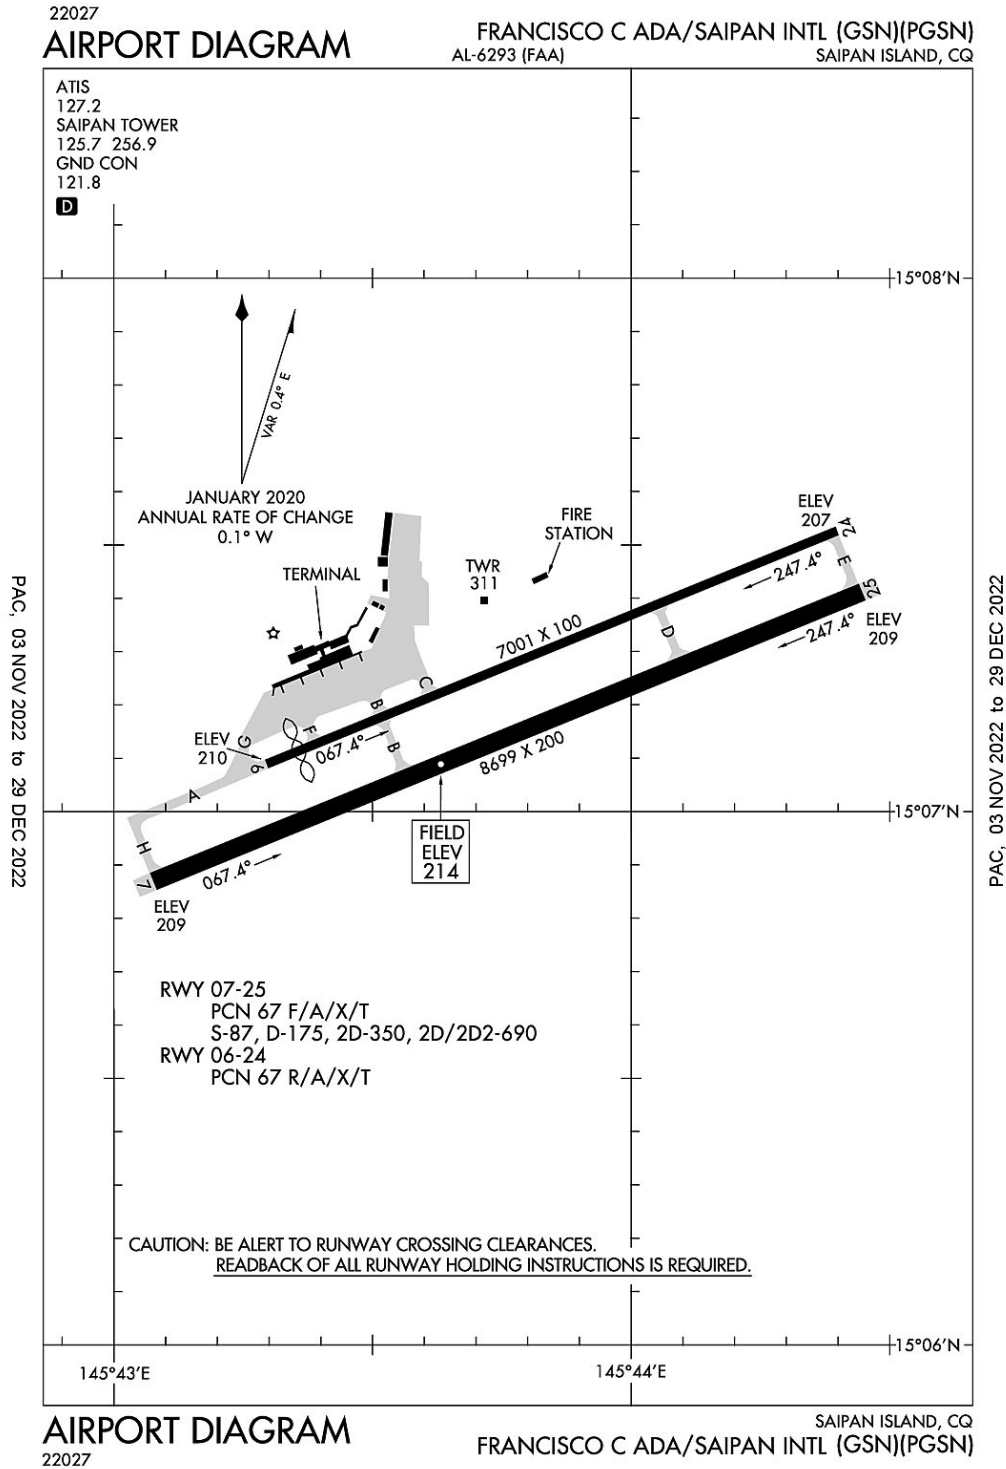 22027
AIRPORT DIAGRAM
AL-6293 (FAA)
FRANCISCO C ADA/SAIPAN INTL (GSN)(PGSN)
SAIPAN ISLAND, CQ
ATIS
127.2
SAIPAN TOWER
125.7 256.9
GND CON
121.8
D
15°08'N
VAR 0.4° E
JANUARY 2020
ANNUAL RATE OF CHANGE
0.1° W
FIRE
STATION
ELEV
207
24
TWR
311
TERMINAL
E
247.4°
25
ELEV
209
247.4°
7001 X 100
D
C
B
F
G
ELEV
210
6
067.4°
B
8699 X 200
A
15°07'N
FIELD
ELEV
214
H
7
067.4°
ELEV
209
RWY 07-25
PCN 67 F/A/X/T
S-87, D-175, 2D-350, 2D/2D2-690
RWY 06-24
PCN 67 R/A/X/T
CAUTION: BE ALERT TO RUNWAY CROSSING CLEARANCES.
READBACK OF ALL RUNWAY HOLDING INSTRUCTIONS IS REQUIRED.
15°06'N
145°43'E
145°44'E
PAC, 03 NOV 2022 to 29 DEC 2022
PAC, 03 NOV 2022 to 29 DEC 2022
AIRPORT DIAGRAM
22027
SAIPAN ISLAND, CQ
FRANCISCO C ADA/SAIPAN INTL (GSN)(PGSN)